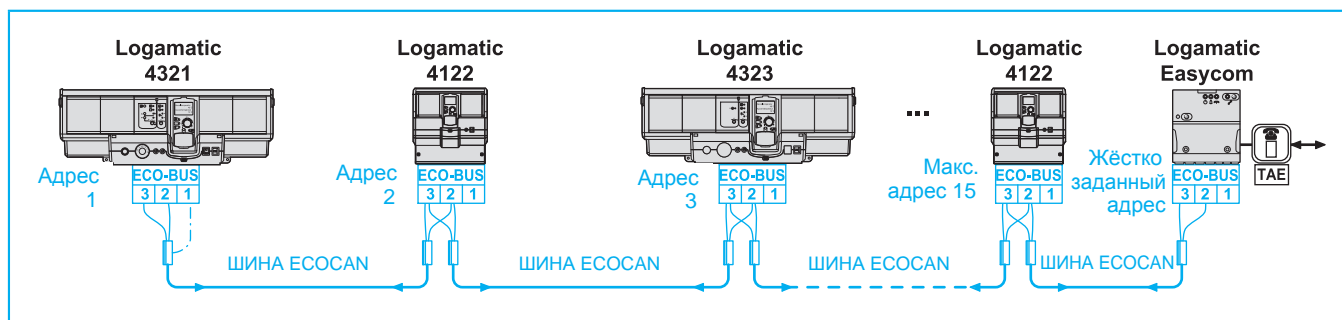 Logamatic
4321
Logamatic
4122
Logamatic
4323
...
Logamatic
4122
Logamatic
Easycom
Адрес
1
ECO-BUS
3 2 1
Адрес
2
ECO-BUS
3 2 1
Адрес
3
ECO-BUS
3 2 1
Макс.
адрес 15
ECO-BUS
3 2 1
Жёстко
заданный
адрес
ECO-BUS
3 2 1
TAE
ШИНА ECOCAN
ШИНА ECOCAN
ШИНА ECOCAN
ШИНА ECOCAN